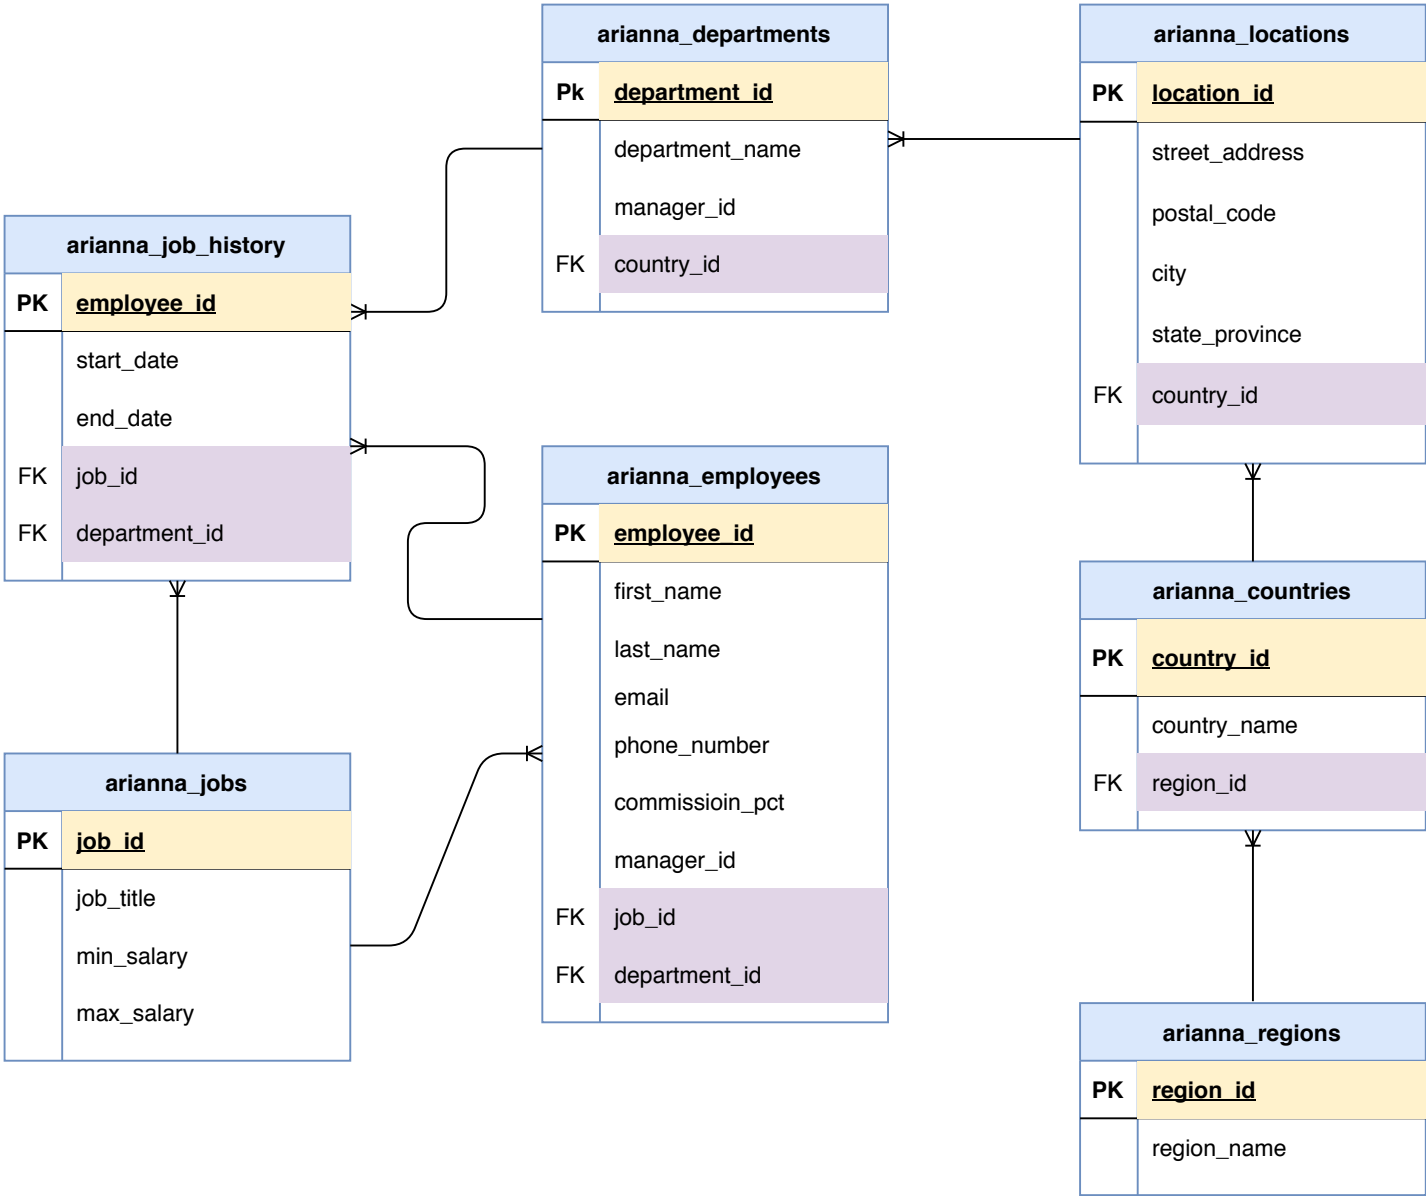 arianna_departments
Pk department_id
department_name
manager_id
FK country_id
arianna_locations
PK location_id
street_address
postal_code
city
state_province
FK country_id
arianna_job_history
PK employee_id
start_date
end_date
FK job_id
FK department_id
arianna_employees
PK employee_id
first_name
last_name
email
phone_number
commissioin_pct
manager_id
FK job_id
FK department_id
arianna_countries
PK country_id
country_name
FK region_id
arianna_jobs
PK job_id
job_title
min_salary
max_salary
arianna_regions
PK region_id
region_name